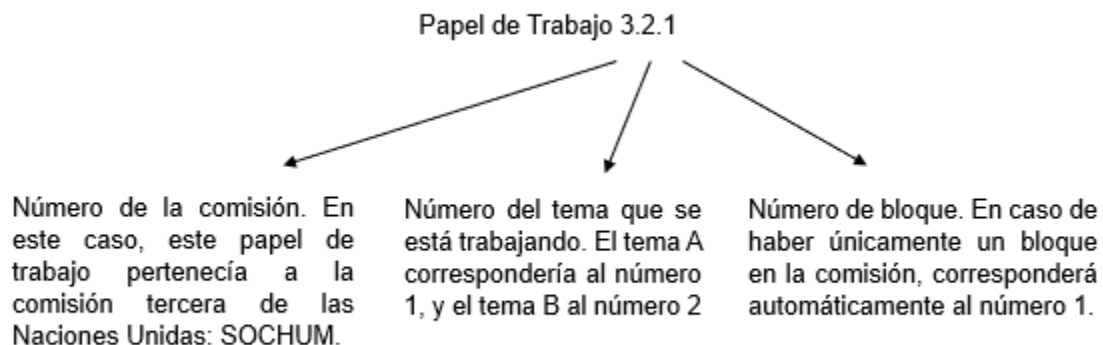 Papel de Trabajo 3.2.1
Número de la comisión. En
este caso, este papel de
trabajo pertenecía a la
comisión tercera de las
Naciones Unidas: SOCHUM.
Número del tema que se
está trabajando. El tema A
correspondería al número
1, y el tema B al número 2
Número de bloque. En caso de
haber únicamente un bloque
en la comisión, corresponderá
automáticamente al número 1.